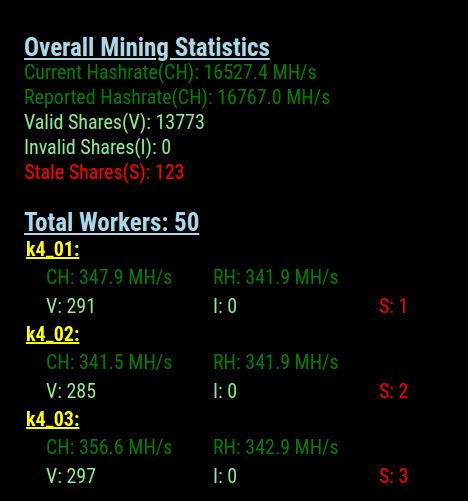 Overall Mining Statistics
Current Hashrate(CH): 16527.4 MH/s
Reported Hashrate(CH): 16767.0 MH/s
Valid Shares(V): 13773
Invalid Shares(I): 0
Stale Shares(S): 123
Total Workers: 50
k4_01:
CH: 347.9 MH/s RH: 341.9 MH/s
V: 291 I: 0 S: 1
k4_02:
CH: 341.5 MH/s RH: 341.9 MH/s
V: 285 I: 0 S: 2
k4_03:
CH: 356.6 MH/s RH: 342.9 MH/s
V: 297 I: 0 S: 3